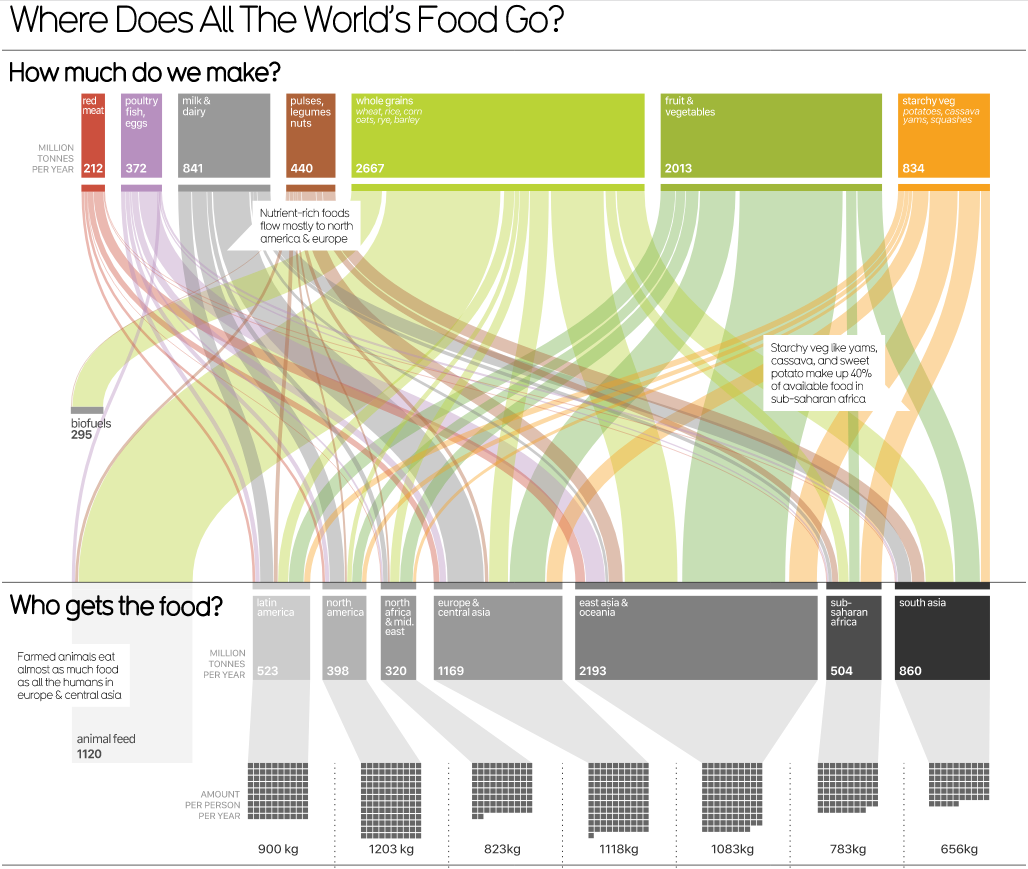 Where Does All The World's Food Go?
How much do we make?
red
meat
poultry
fish,
eggs
milk &
dairy
pulses,
legumes
nuts
whole grains
wheat, rice, corn
oats, rye, barley
fruit &
vegetables
starchy veg
potatoes, cassava
yams, squashes
MILLION
TONNES
PER YEAR
212
372
841
440
2667
2013
834
Nutrient-rich foods
flow mostly to north
america & europe
Starchy veg like yams,
cassava, and sweet
potato make up 40%
of available food in
sub-saharan africa
biofuels
295
Who gets the food?
latin
america
north
america
north
africa
& mid.
east
europe &
central asia
east asia &
oceania
sub-
saharan
africa
south asia
MILLION
TONNES
PER YEAR
523
398
320
1169
2193
504
860
Farmed animals eat
almost as much food
as all the humans in
europe & central asia
animal feed
1120
AMOUNT
PER PERSON
PER YEAR
900 kg
1203 kg
823kg
1118kg
1083kg
783kg
656kg